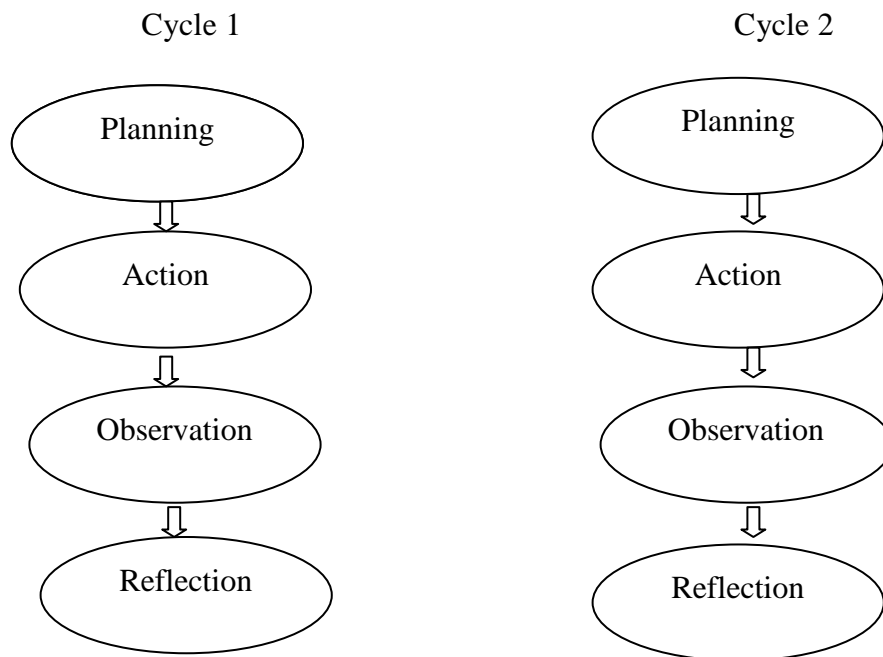 Cycle 1
Planning
Action
Observation
Reflection
Cycle 2
Planning
Action
Observation
Reflection